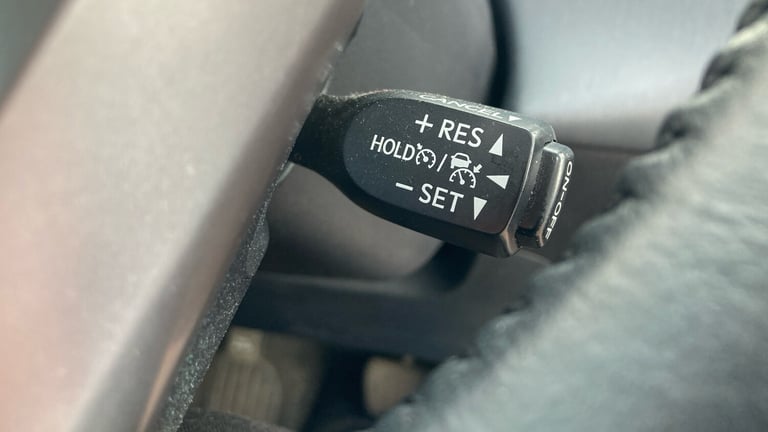 CANCEL
+ RES
HOLD /
− SET
ON-OFF